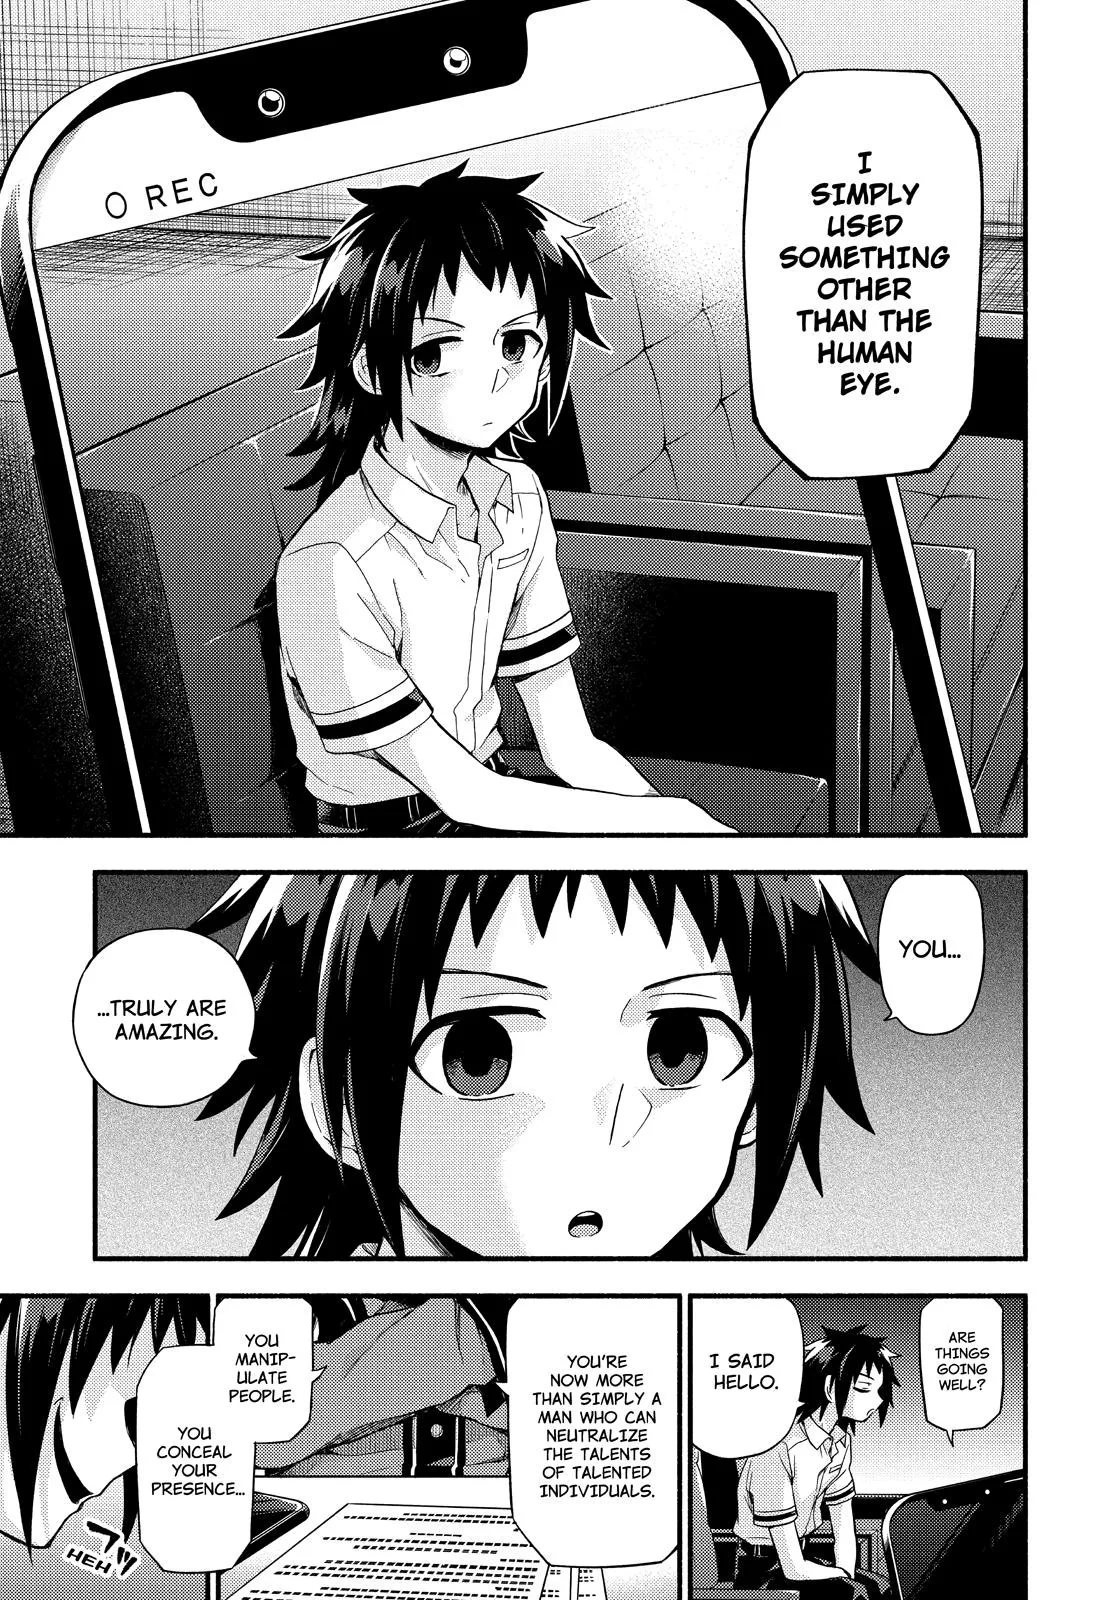 I
SIMPLY
USED
SOMETHING
OTHER
THAN THE
HUMAN
EYE.
O REC
YOU...
...TRULY ARE
AMAZING.
ARE
THINGS
GOING
WELL?
I SAID
HELLO.
YOU'RE
NOW MORE
THAN SIMPLY A
MAN WHO CAN
NEUTRALIZE
THE TALENTS
OF TALENTED
INDIVIDUALS.
YOU
MANIP-
ULATE
PEOPLE.
YOU
CONCEAL
YOUR
PRESENCE...
フッ
HEH